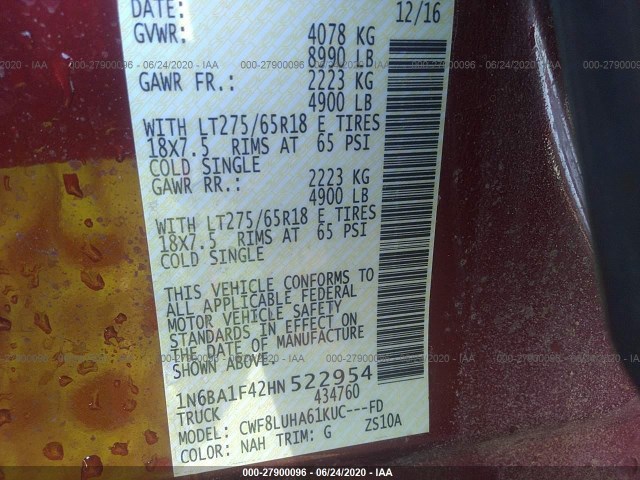 DATE: 12/16
GVWR: 4078 KG
8990 LB
GAWR FR.: 2223 KG
4900 LB
WITH LT275/65R18 E TIRES
18X7.5 RIMS AT 65 PSI
COLD SINGLE
GAWR RR.: 2223 KG
4900 LB
WITH LT275/65R18 E TIRES
18X7.5 RIMS AT 65 PSI
COLD SINGLE
THIS VEHICLE CONFORMS TO
ALL APPLICABLE FEDERAL
MOTOR VEHICLE SAFETY
STANDARDS IN EFFECT ON
THE DATE OF MANUFACTURE
SHOWN ABOVE.
1N6BA1F42HN522954
TRUCK 434760
MODEL: CWF8LUHA61KUC---FD
COLOR: NAH TRIM: G ZS10A
000-27900096 - 06/24/2020 - IAA